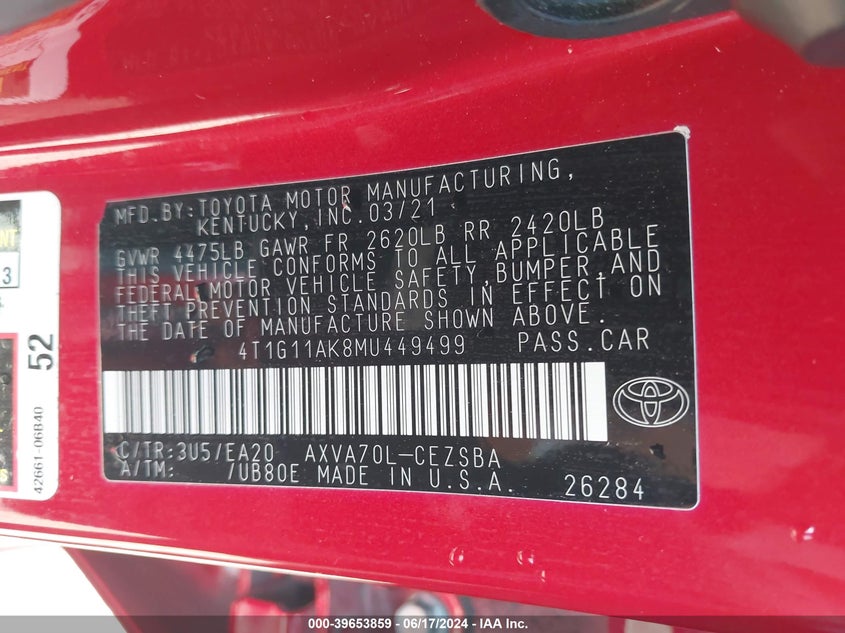 MFD.BY:TOYOTA MOTOR MANUFACTURING,
KENTUCKY,INC.03/21
GVWR 4475LB GAWR FR 2620LB RR 2420LB
THIS VEHICLE CONFORMS TO ALL APPLICABLE
FEDERAL MOTOR VEHICLE SAFETY,BUMPER,AND
THEFT PREVENTION STANDARDS IN EFFECT ON
THE DATE OF MANUFACTURE SHOWN ABOVE.
4T1G11AK8MU449499 PASS.CAR
C/TR:3U5/EA20 AXVA70L-CEZSBA
A/TM: /UB80E MADE IN U.S.A. 26284
52
42661-06B40
3
000-39653859 - 06/17/2024 - IAA Inc.